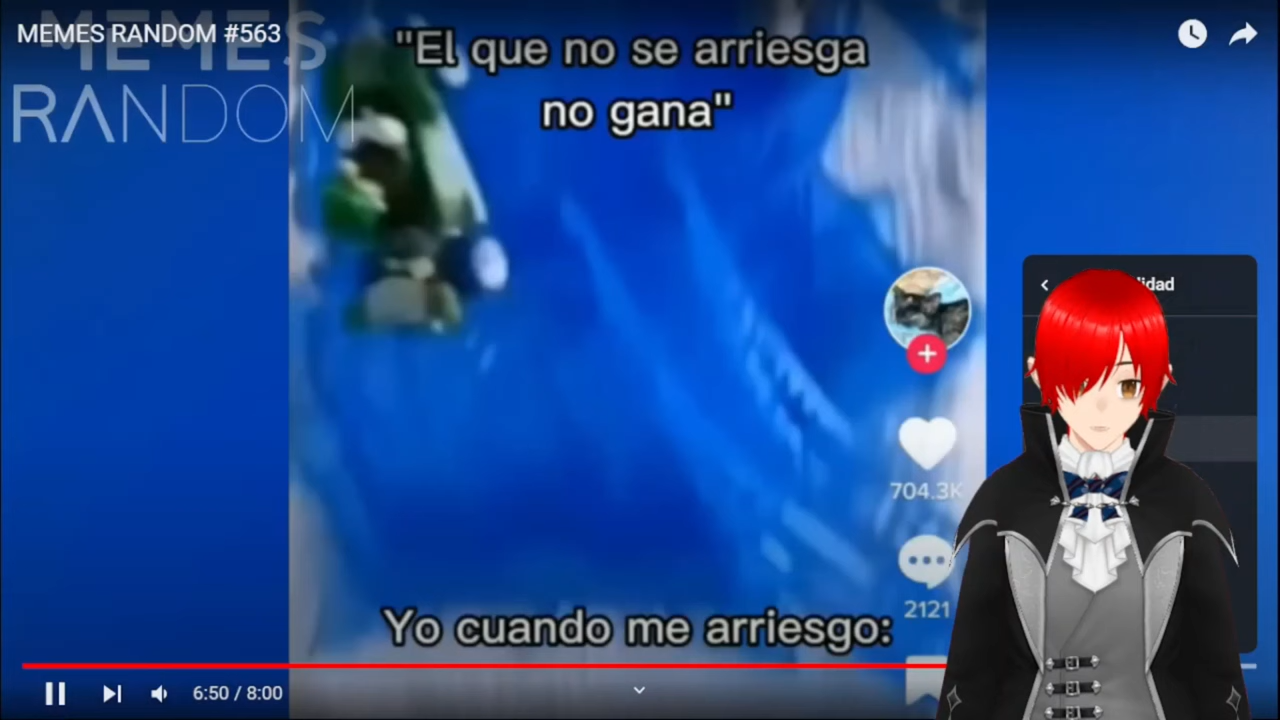 MEMES RANDOM #563
MEMES
RANDOM
"El que no se arriesga
no gana"
idad
704.3K
2121
Yo cuando me arriesgo:
6:50 / 8:00